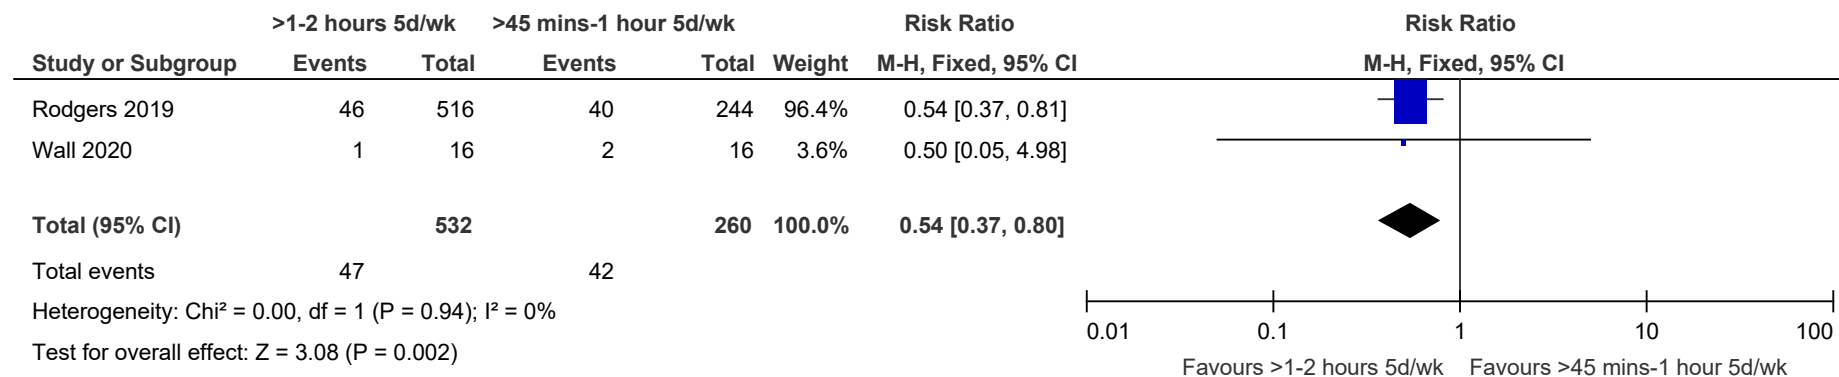 >1-2 hours 5d/wk >45 mins-1 hour 5d/wk Risk Ratio Risk Ratio
Study or Subgroup Events Total Events Total Weight M-H, Fixed, 95% CI M-H, Fixed, 95% CI
Rodgers 2019 46 516 40 244 96.4% 0.54 [0.37, 0.81]
Wall 2020 1 16 2 16 3.6% 0.50 [0.05, 4.98]
Total (95% CI) 532 260 100.0% 0.54 [0.37, 0.80]
Total events 47 42
Heterogeneity: Chi² = 0.00, df = 1 (P = 0.94); I² = 0%
Test for overall effect: Z = 3.08 (P = 0.002)
0.01 0.1 1 10 100
Favours >1-2 hours 5d/wk Favours >45 mins-1 hour 5d/wk